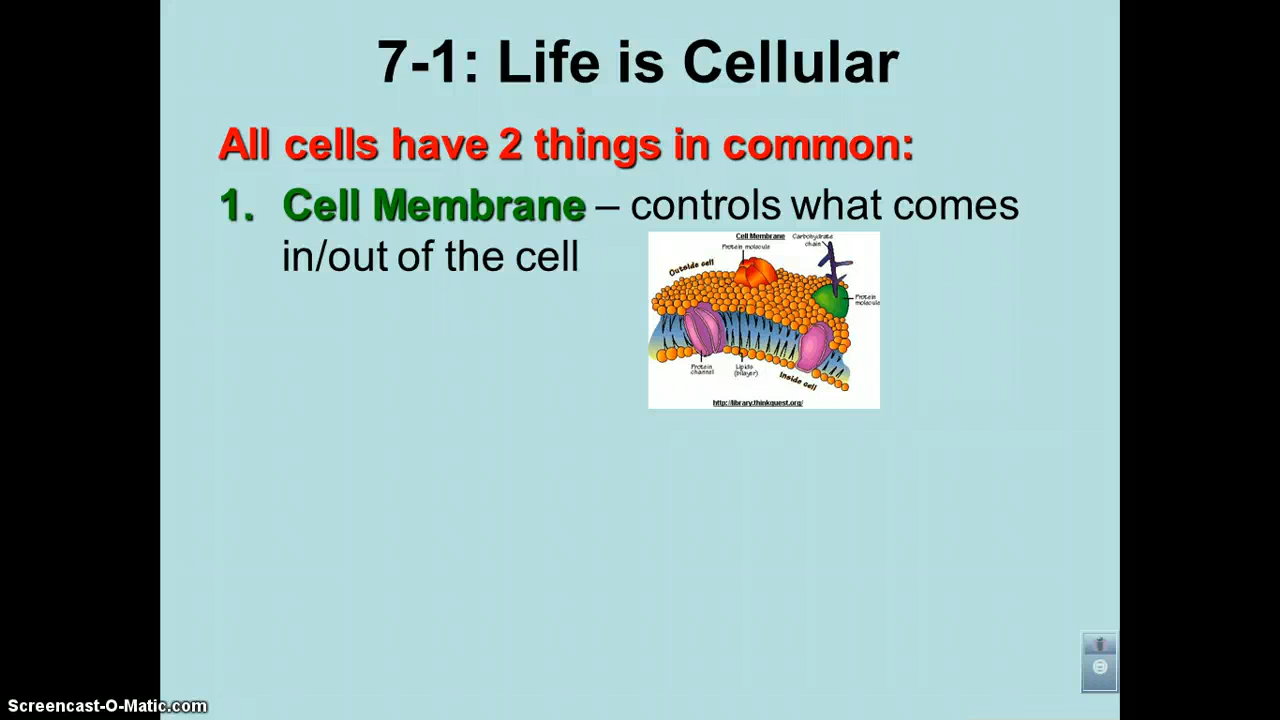 7-1: Life is Cellular
All cells have 2 things in common:
1. Cell Membrane – controls what comes
in/out of the cell
Cell Membrane
Carbohydrate
chain
Protein molecule
Outside cell
Protein
molecule
Protein
channel
Lipids
(bilayer)
Inside cell
http://library.thinkquest.org/
Screencast-O-Matic.com